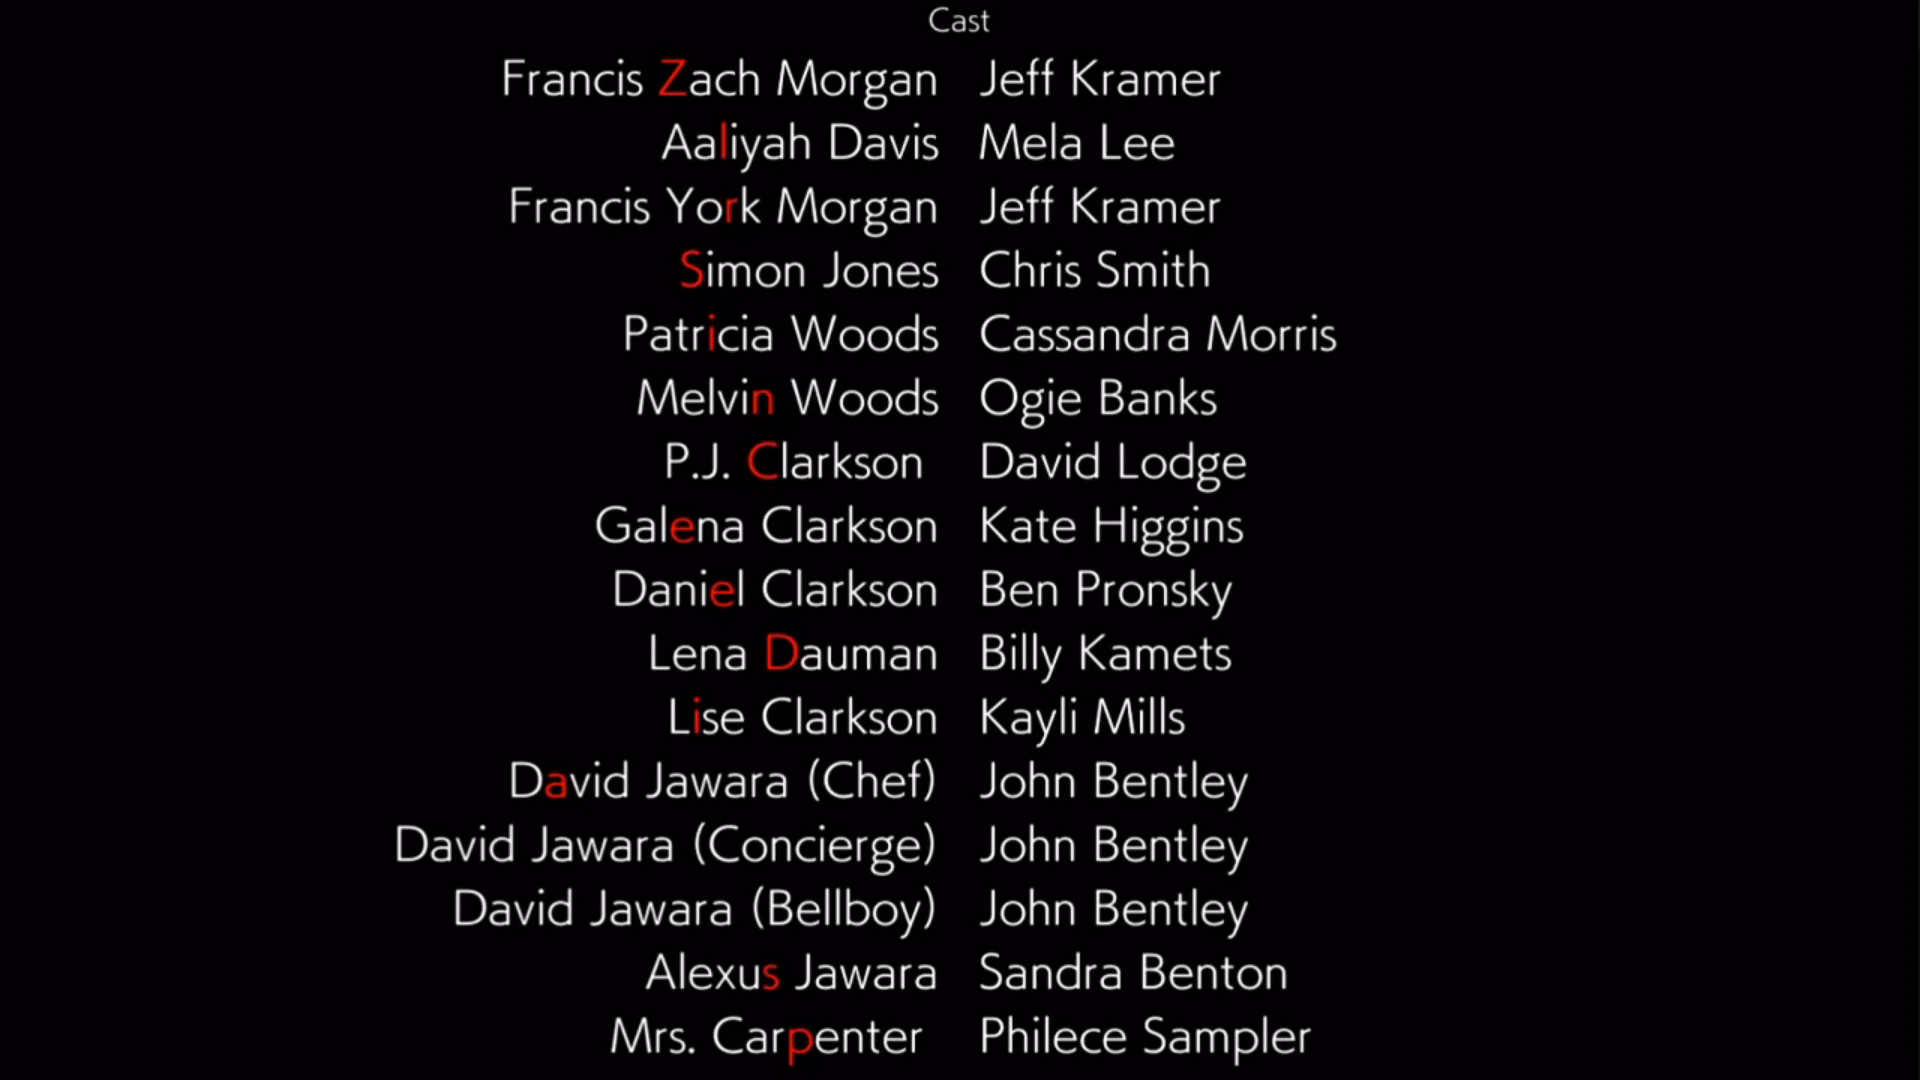 Cast
Francis Zach Morgan Jeff Kramer
Aaliyah Davis Mela Lee
Francis York Morgan Jeff Kramer
Simon Jones Chris Smith
Patricia Woods Cassandra Morris
Melvin Woods Ogie Banks
P.J. Clarkson David Lodge
Galena Clarkson Kate Higgins
Daniel Clarkson Ben Pronsky
Lena Dauman Billy Kamets
Lise Clarkson Kayli Mills
David Jawara (Chef) John Bentley
David Jawara (Concierge) John Bentley
David Jawara (Bellboy) John Bentley
Alexus Jawara Sandra Benton
Mrs. Carpenter Philece Sampler